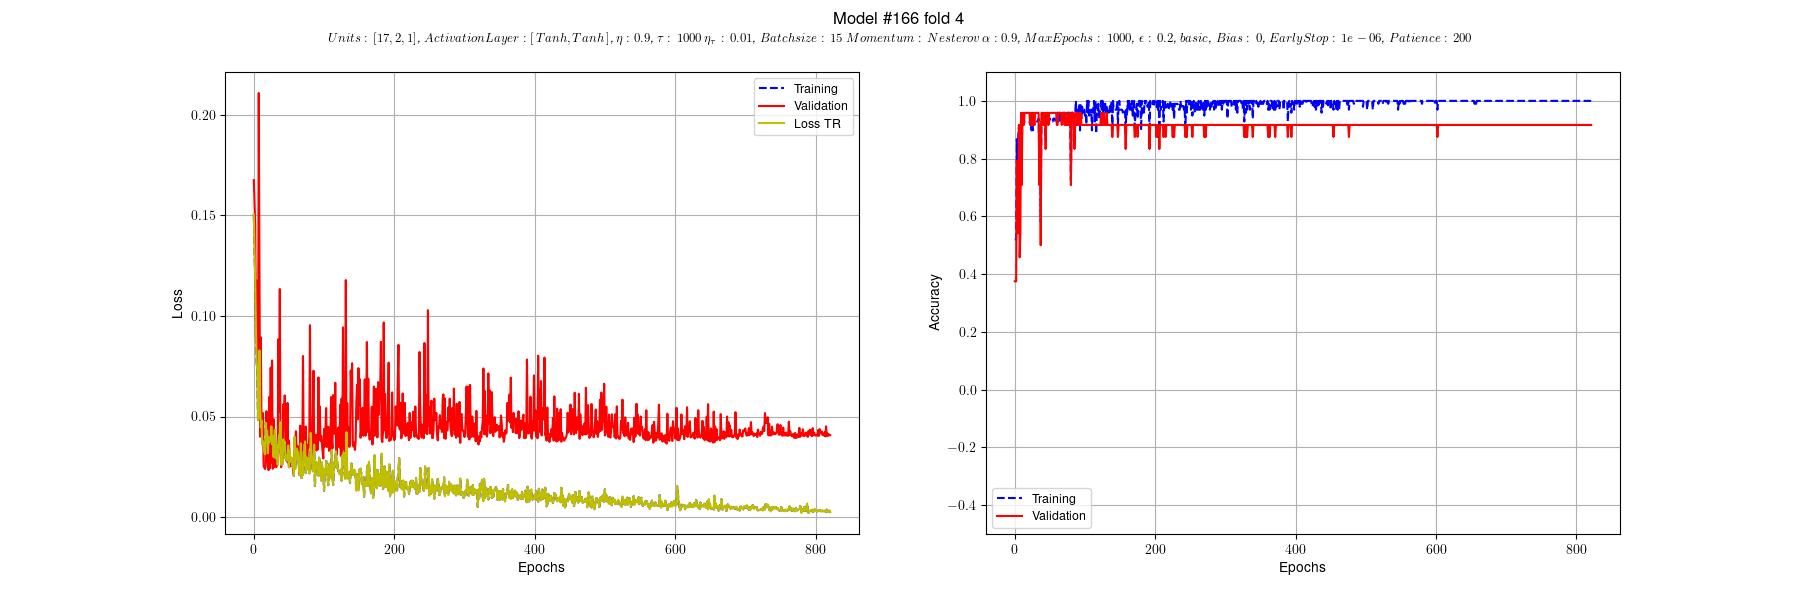 Model #166 fold 4
Units : [17, 2, 1], ActivationLayer : [Tanh, Tanh], η : 0.9, τ : 1000 η_τ : 0.01, Batchsize : 15 Momentum : Nesterov α : 0.9, MaxEpochs : 1000, ϵ : 0.2, basic, Bias : 0, EarlyStop : 1e − 06, Patience : 200
Loss
0.20
0.15
0.10
0.05
0.00
0 200 400 600 800
Epochs
Training
Validation
Loss TR
Accuracy
1.0
0.8
0.6
0.4
0.2
0.0
−0.2
−0.4
0 200 400 600 800
Epochs
Training
Validation